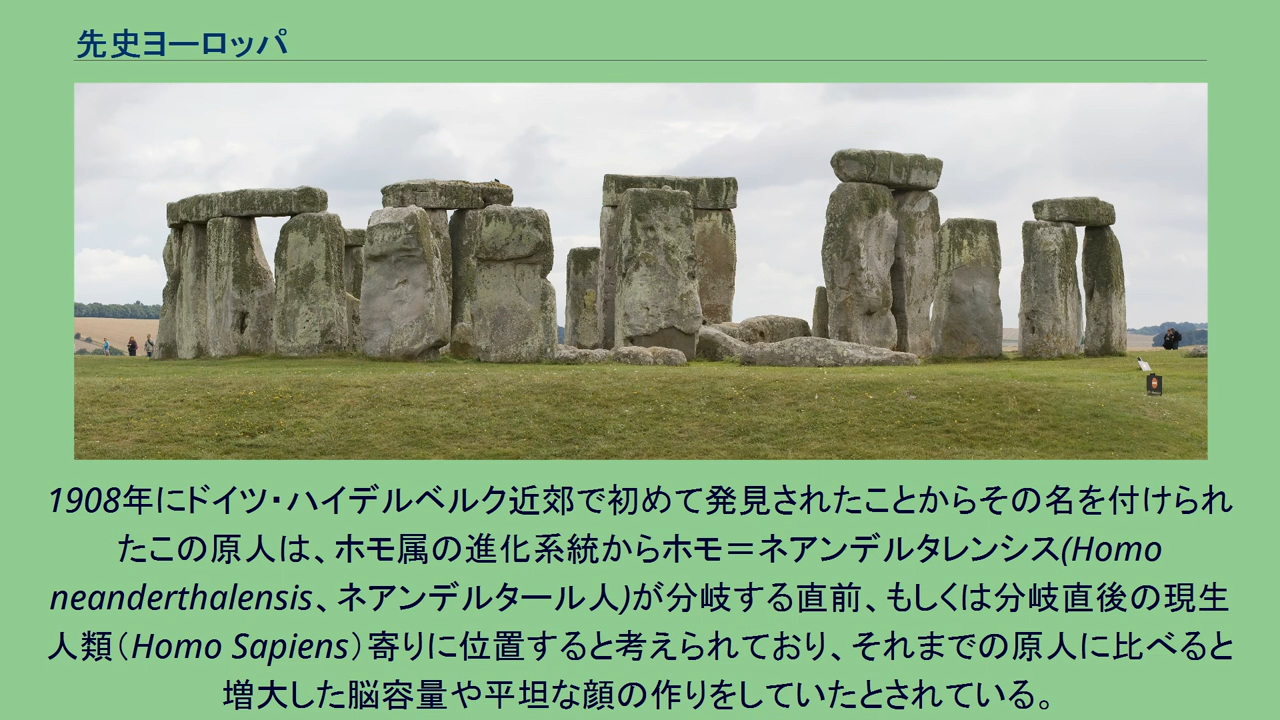 先史ヨーロッパ
1908年にドイツ・ハイデルベルク近郊で初めて発見されたことからその名を付けられ
たこの原人は、ホモ属の進化系統からホモ＝ネアンデルタレンシス(Homo
neanderthalensis、ネアンデルタール人)が分岐する直前、もしくは分岐直後の現生
人類（Homo Sapiens）寄りに位置すると考えられており、それまでの原人に比べると
増大した脳容量や平坦な顔の作りをしていたとされている。